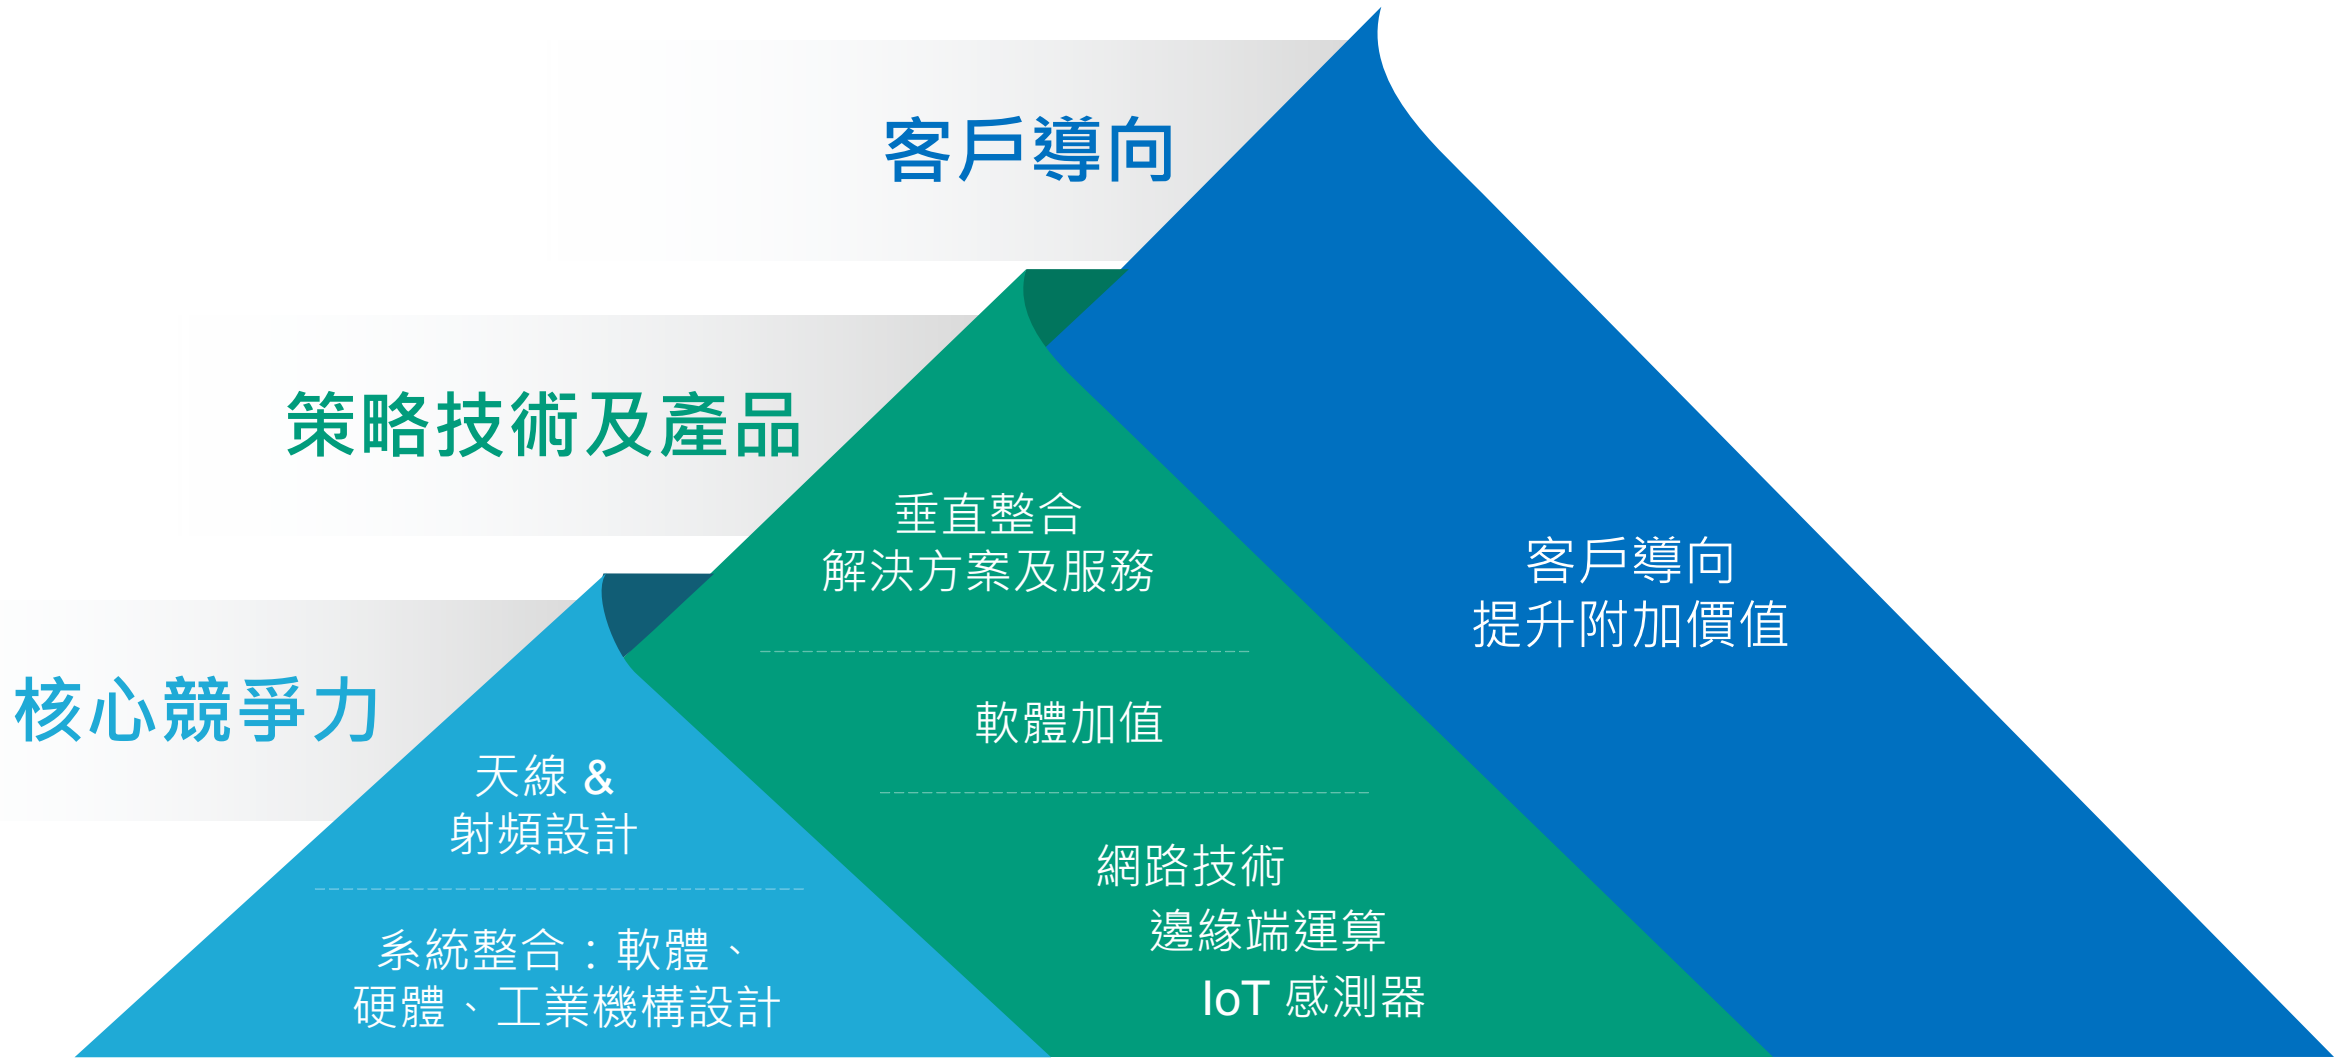 客戶導向
策略技術及產品
核心競爭力
天線 &
射頻設計
系統整合：軟體、
硬體、工業機構設計
垂直整合
解決方案及服務
軟體加值
網路技術
邊緣端運算
IoT 感測器
客戶導向
提升附加價值